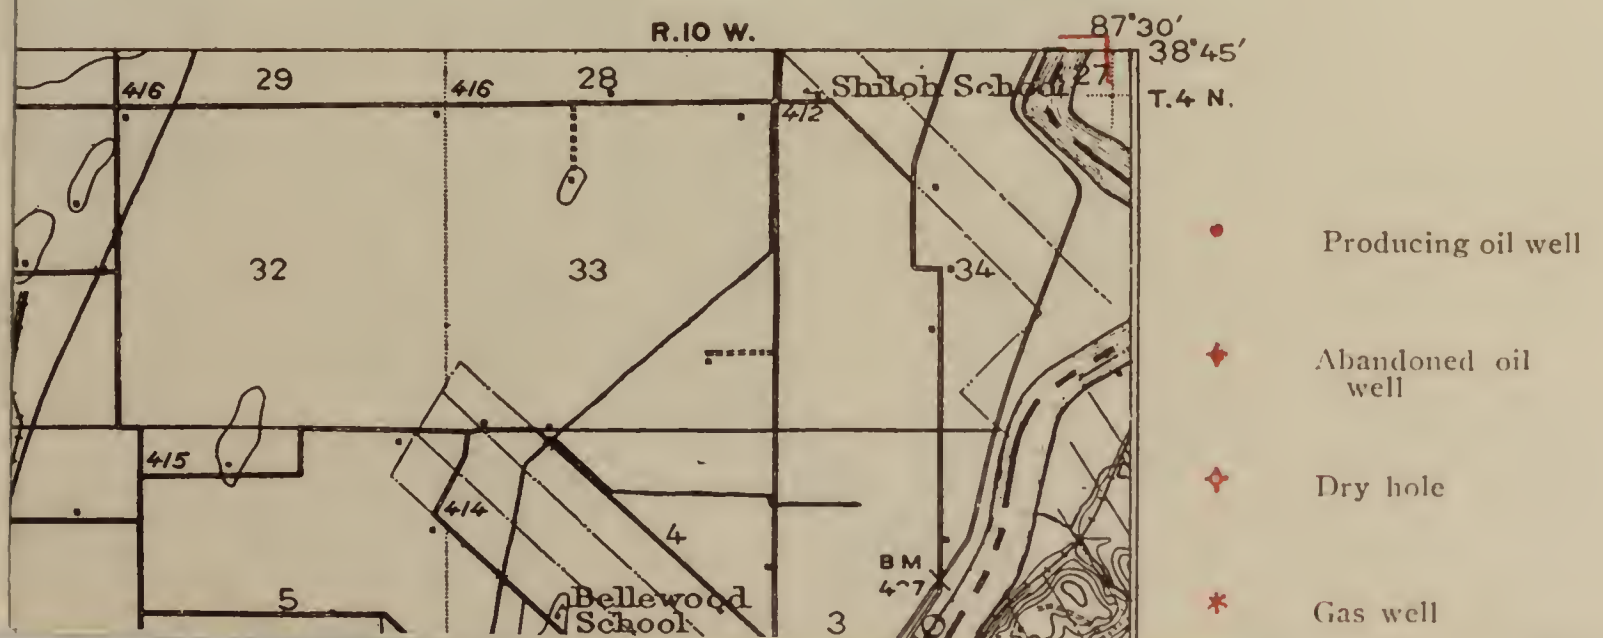 R.10 W.
87°30'
38°45'
29
28
27
416
416
Shiloh School
412
T.4 N.
32
33
34
Producing oil well
Abandoned oil
well
415
Dry hole
414
4
BM
5
Bellewood
School
3
Gas well